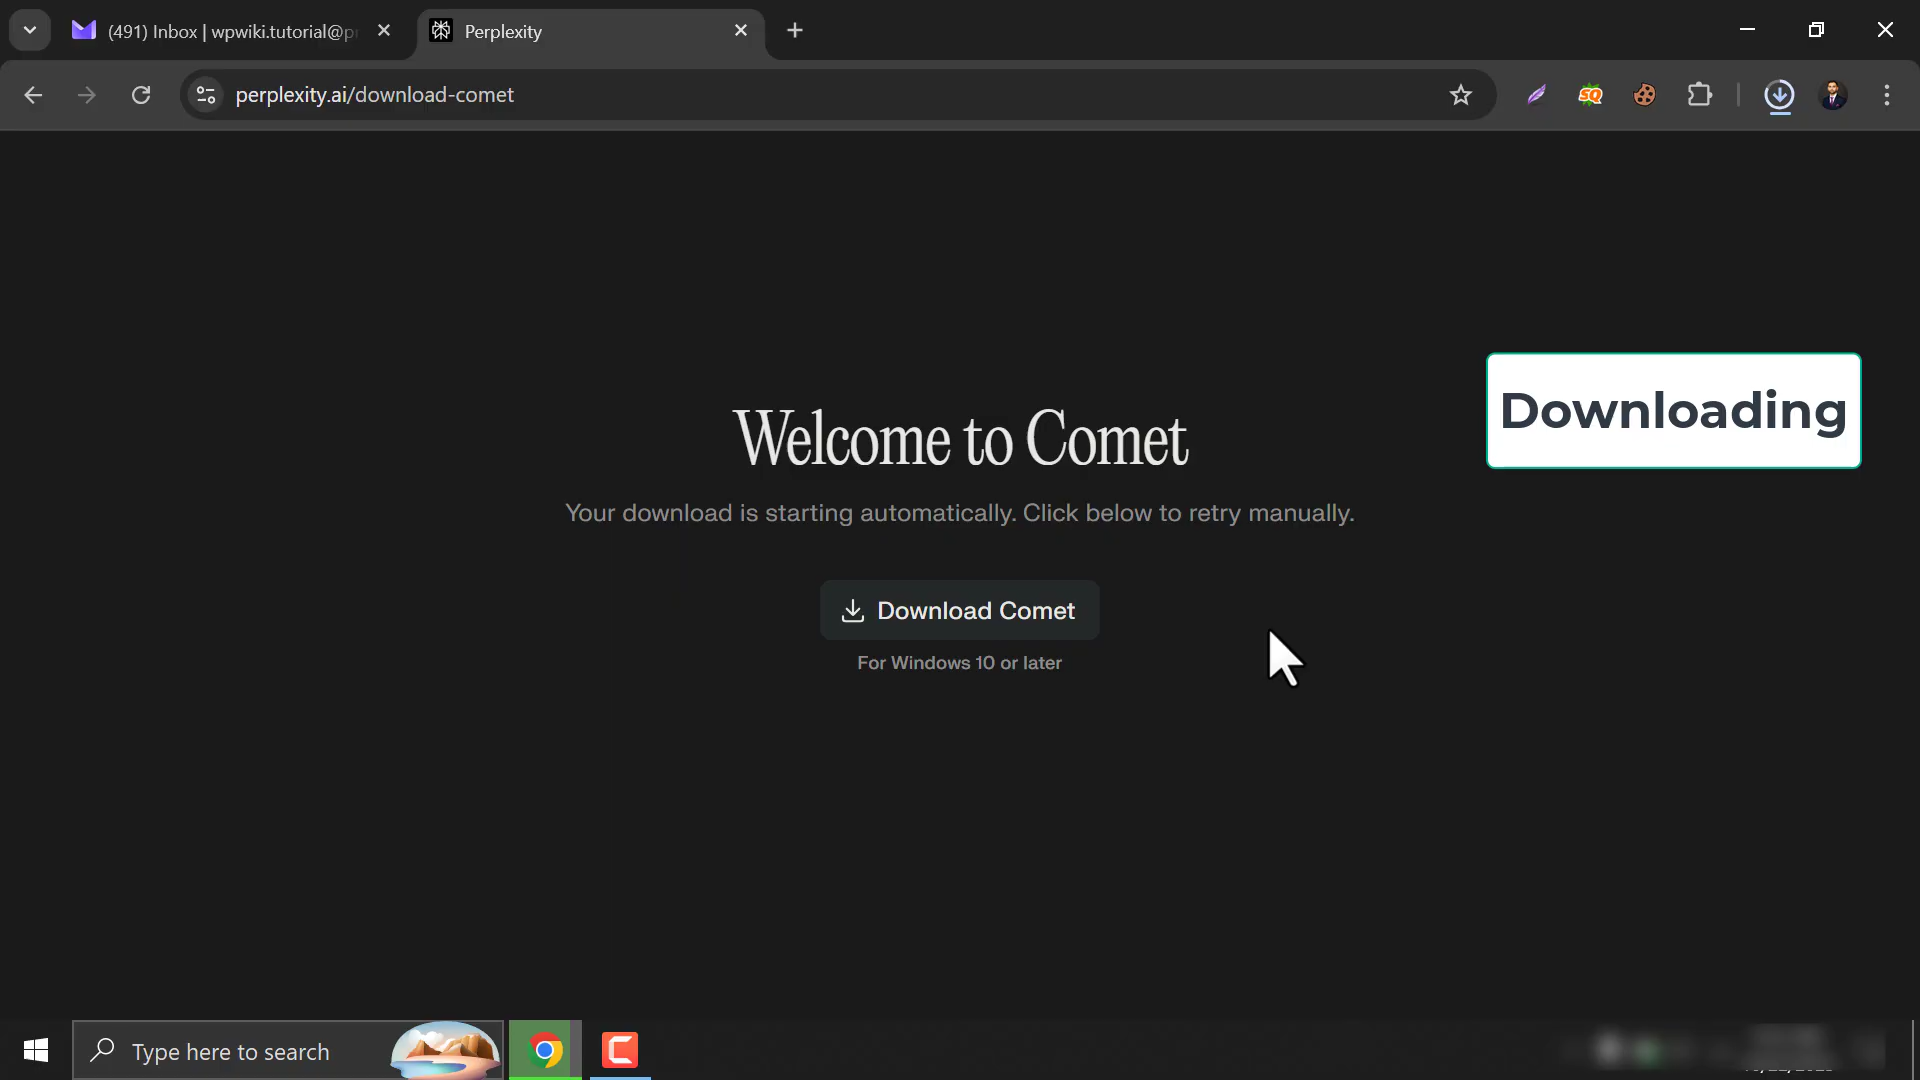 (491) Inbox | wpwiki.tutorial@p
Perplexity
perplexity.ai/download-comet
SQ
Downloading
Welcome to Comet
Your download is starting automatically. Click below to retry manually.
Download Comet
For Windows 10 or later
Type here to search